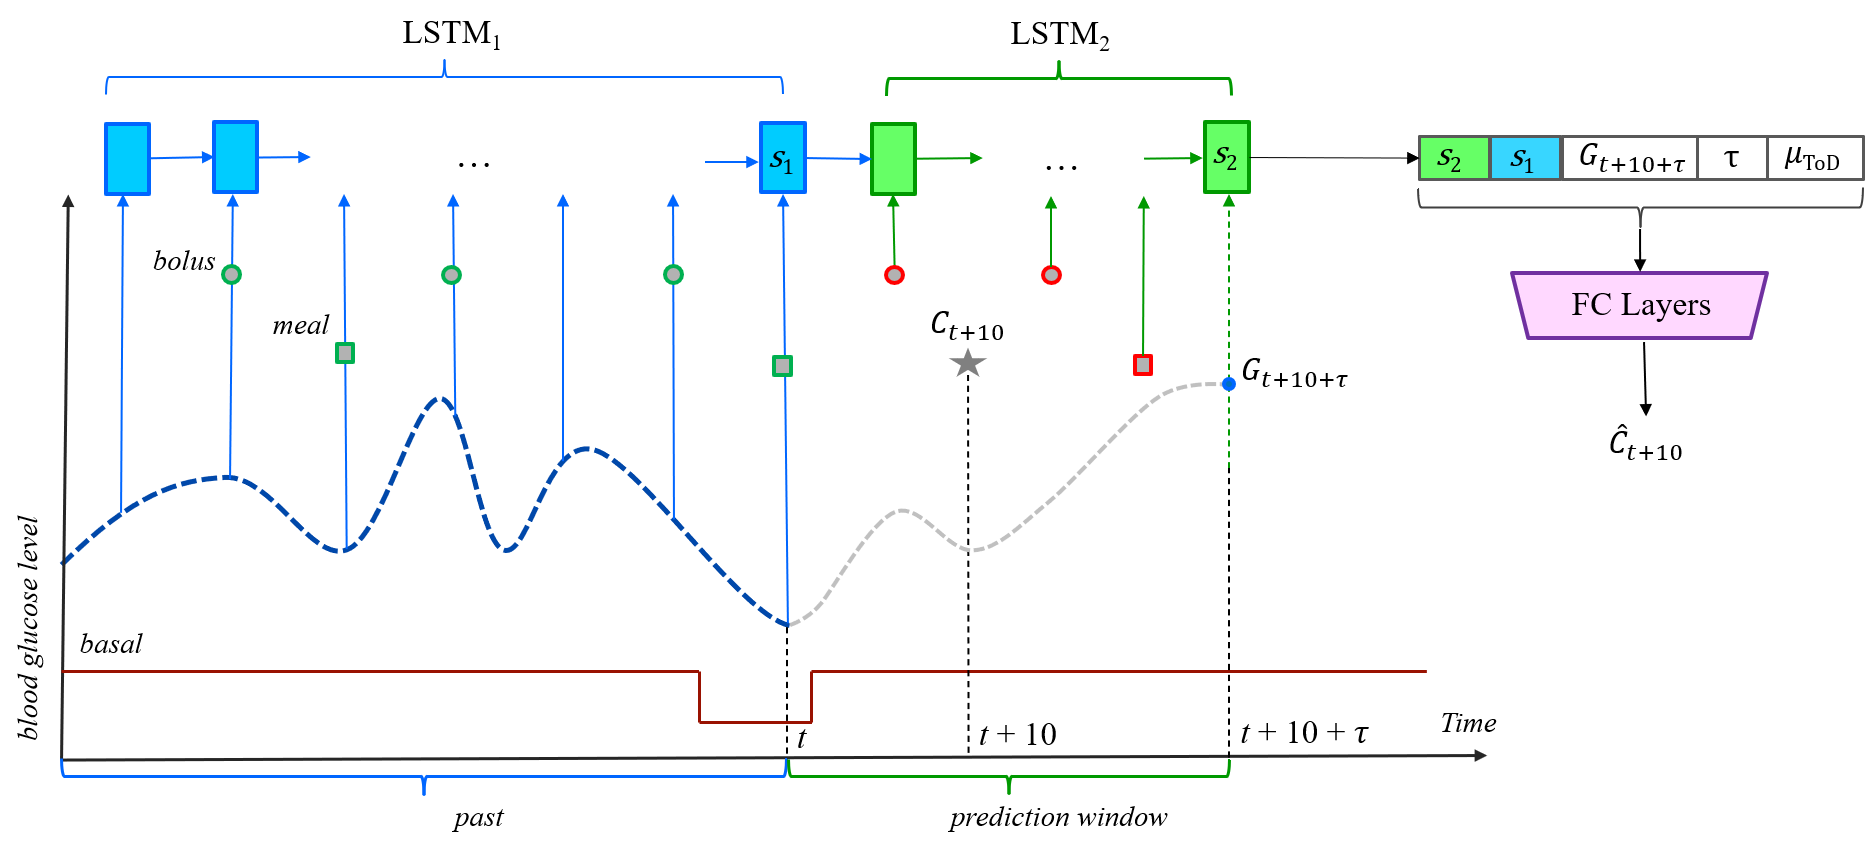 LSTM₁
LSTM₂
…
s₁
…
s₂
s₂ s₁ Gₜ₊₁₀₊τ τ μToD
bolus
meal
Cₜ₊₁₀
FC Layers
Gₜ₊₁₀₊τ
Ĉₜ₊₁₀
blood glucose level
basal
t
t + 10
t + 10 + τ
Time
past
prediction window